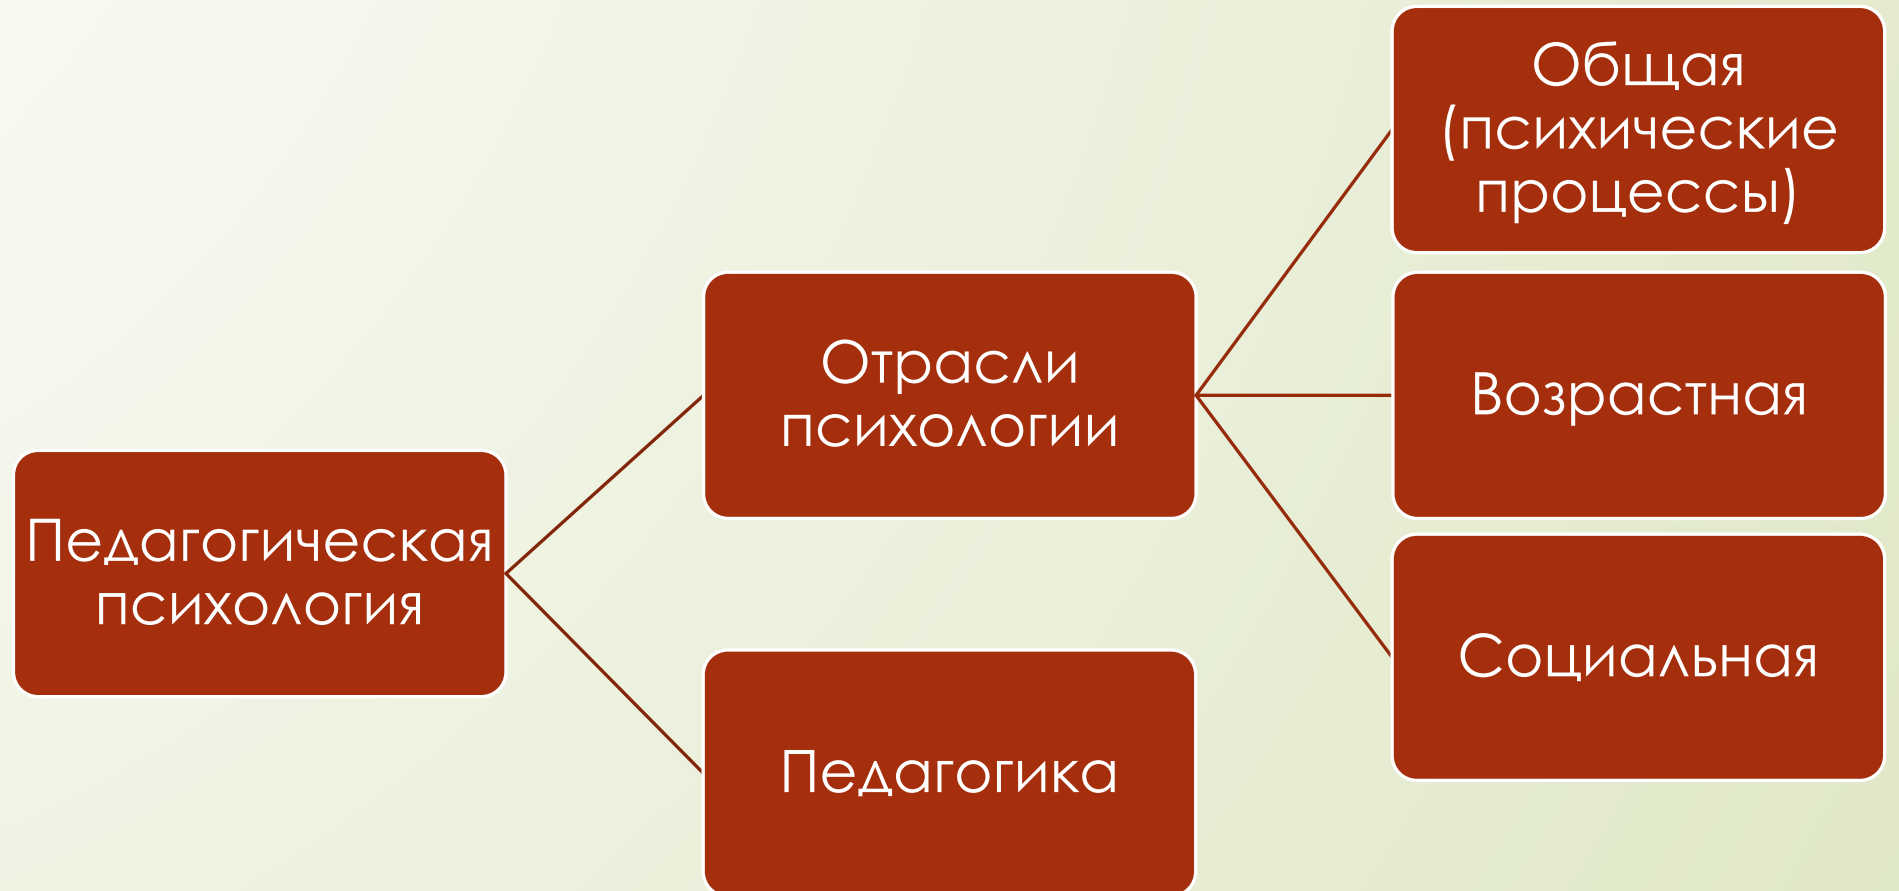 Педагогическая
психология
Отрасли
психологии
Педагогика
Общая
(психические
процессы)
Возрастная
Социальная